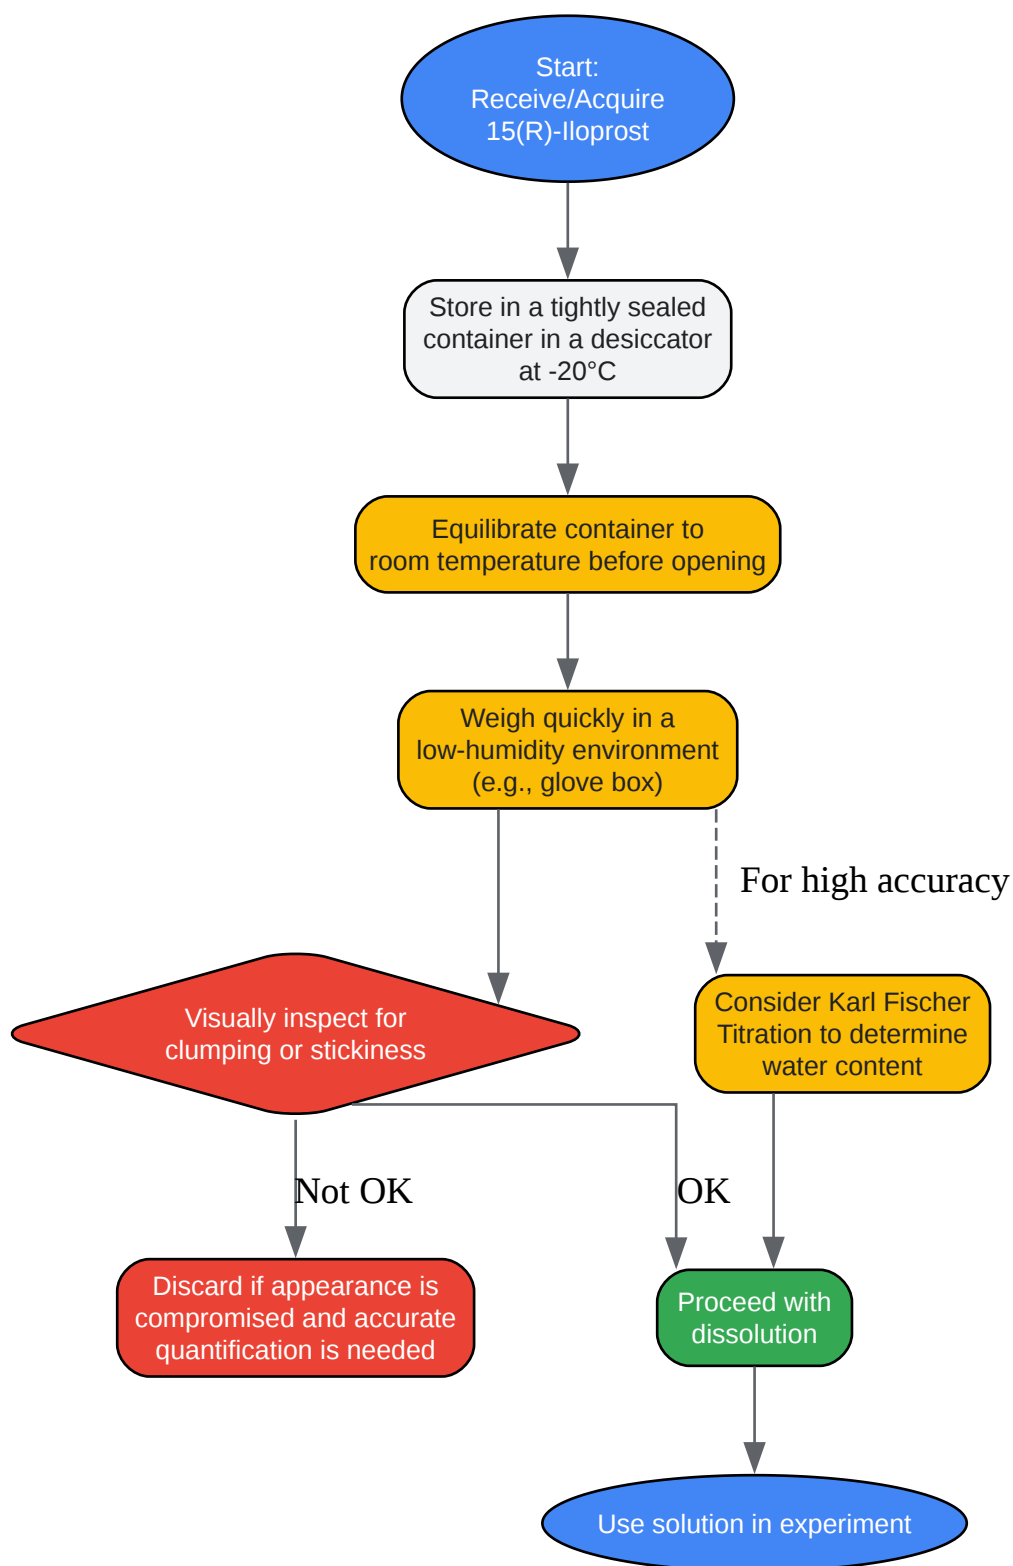 Start:
Receive/Acquire
15(R)-Iloprost
Store in a tightly sealed
container in a desiccator
at -20°C
Equilibrate container to
room temperature before opening
Weigh quickly in a
low-humidity environment
(e.g., glove box)
For high accuracy
Visually inspect for
clumping or stickiness
Consider Karl Fischer
Titration to determine
water content
Not OK
OK
Discard if appearance is
compromised and accurate
quantification is needed
Proceed with
dissolution
Use solution in experiment